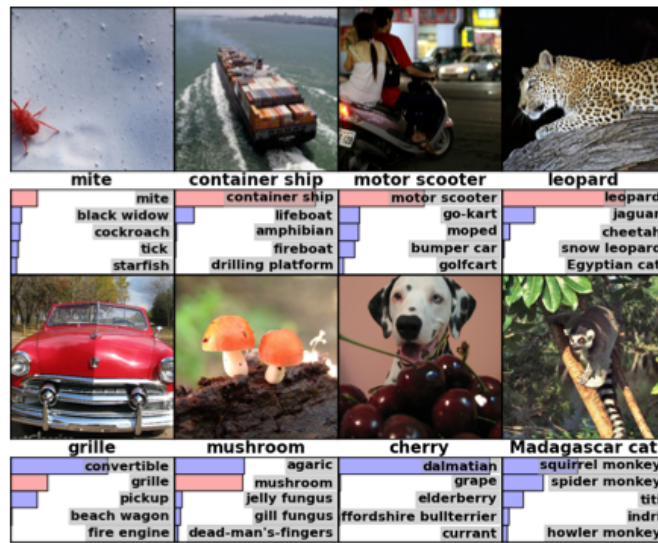 mite
container ship
motor scooter
leopard
mite
black widow
cockroach
tick
starfish
container ship
lifeboat
amphibian
fireboat
drilling platform
motor scooter
go-kart
moped
bumper car
golfcart
leopard
jaguar
cheetah
snow leopard
Egyptian cat
grille
mushroom
cherry
Madagascar cat
convertible
grille
pickup
beach wagon
fire engine
agaric
mushroom
jelly fungus
gill fungus
dead-man's-fingers
dalmatian
grape
elderberry
ffordshire bullterrier
currant
squirrel monkey
spider monkey
titi
indri
howler monkey